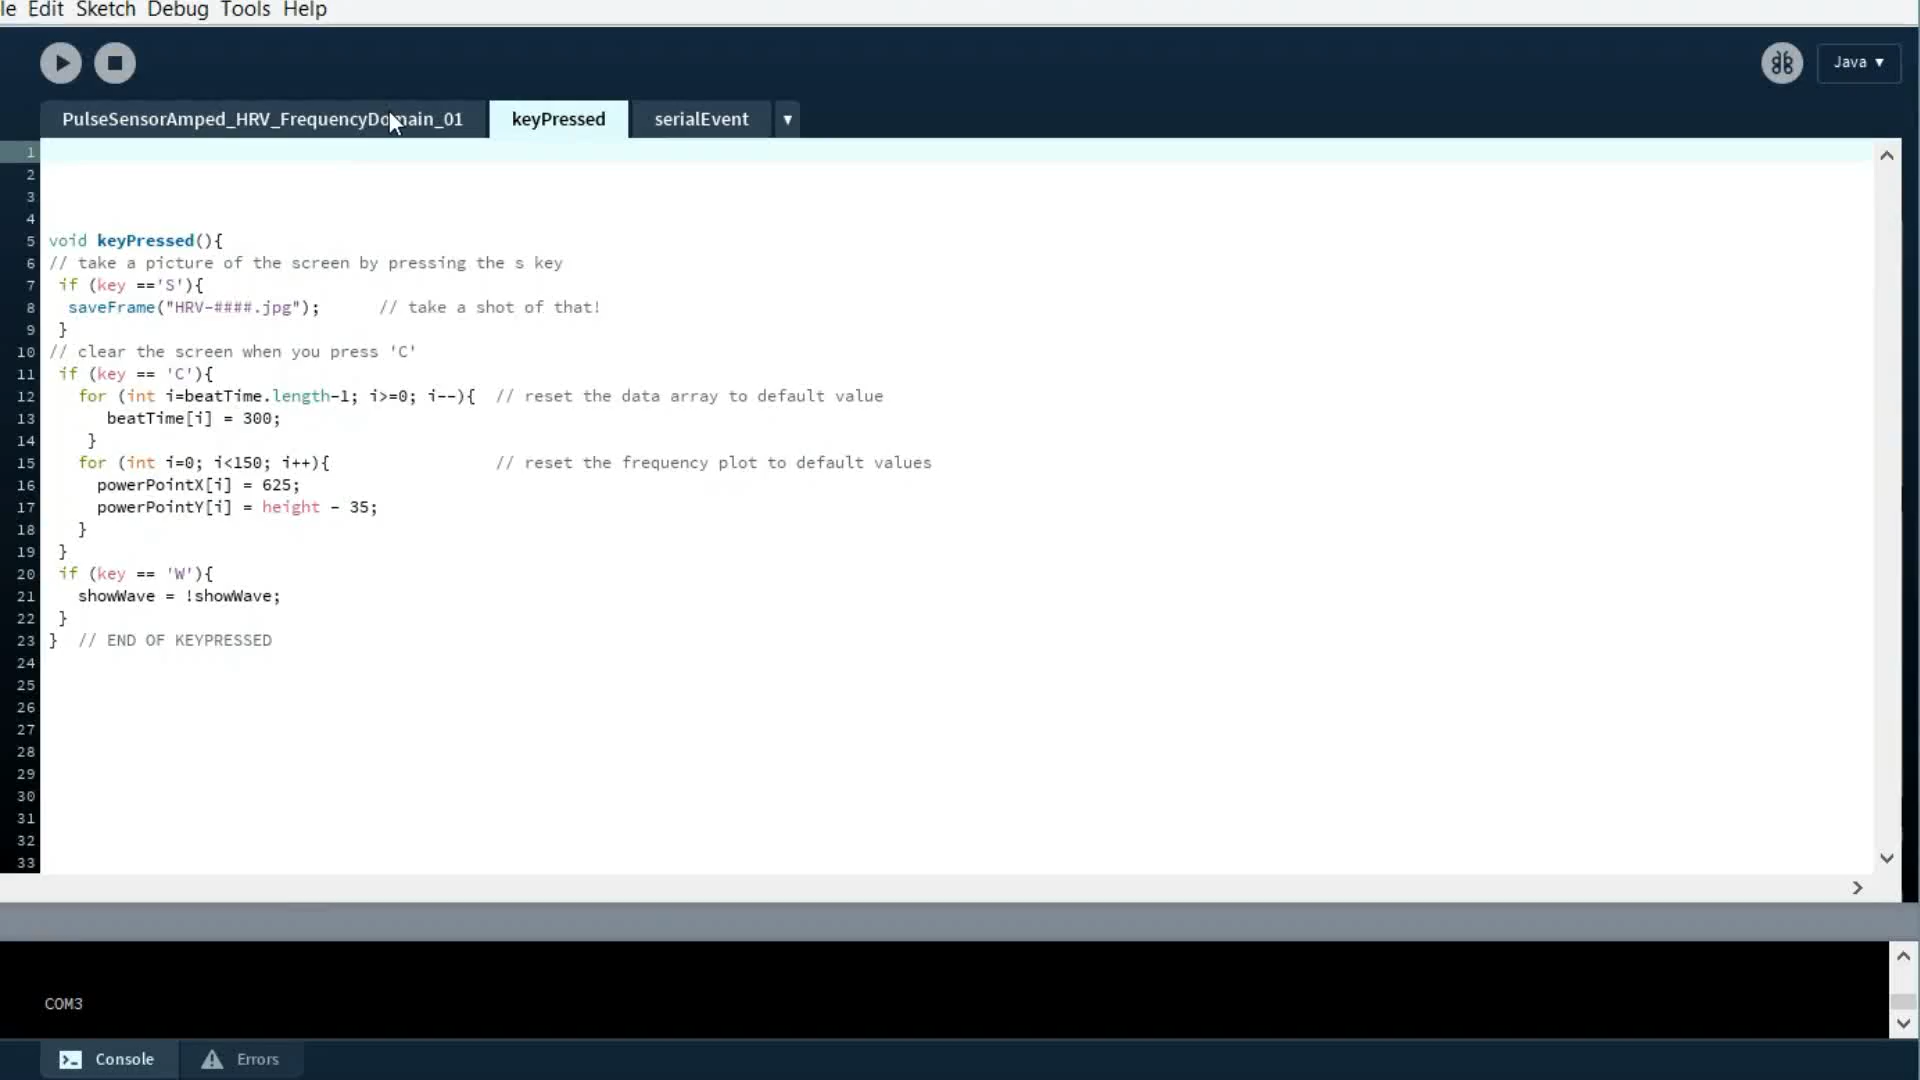 le Edit Sketch Debug Tools Help
Java ▼
PulseSensorAmped_HRV_FrequencyDomain_01 keyPressed serialEvent ▼
1
2
3
4
5 void keyPressed(){
6 // take a picture of the screen by pressing the s key
7 if (key =='S'){
8 saveFrame("HRV-####.jpg"); // take a shot of that!
9 }
10 // clear the screen when you press 'C'
11 if (key == 'C'){
12 for (int i=beatTime.length-1; i>=0; i--){ // reset the data array to default value
13 beatTime[i] = 300;
14 }
15 for (int i=0; i<150; i++){ // reset the frequency plot to default values
16 powerPointX[i] = 625;
17 powerPointY[i] = height - 35;
18 }
19 }
20 if (key == 'W'){
21 showWave = !showWave;
22 }
23 } // END OF KEYPRESSED
24
25
26
27
28
29
30
31
32
33
COM3
Console Errors